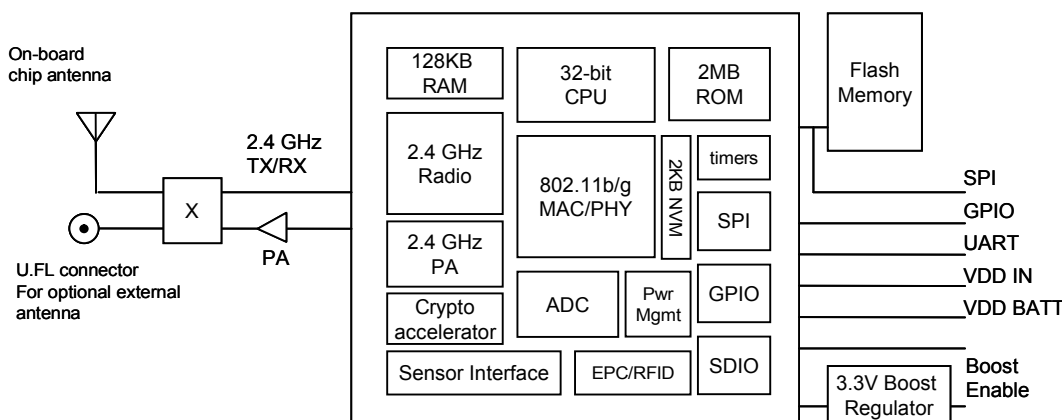 On-board
chip antenna
2.4 GHz
TX/RX
X
PA
U.FL connector
For optional external
antenna
128KB
RAM
32-bit
CPU
2MB
ROM
2.4 GHz
Radio
802.11b/g
MAC/PHY
2KB NVM
timers
SPI
2.4 GHz
PA
Crypto
accelerator
ADC
Pwr
Mgmt
GPIO
Sensor Interface
EPC/RFID
SDIO
Flash
Memory
SPI
GPIO
UART
VDD IN
VDD BATT
Boost
Enable
3.3V Boost
Regulator